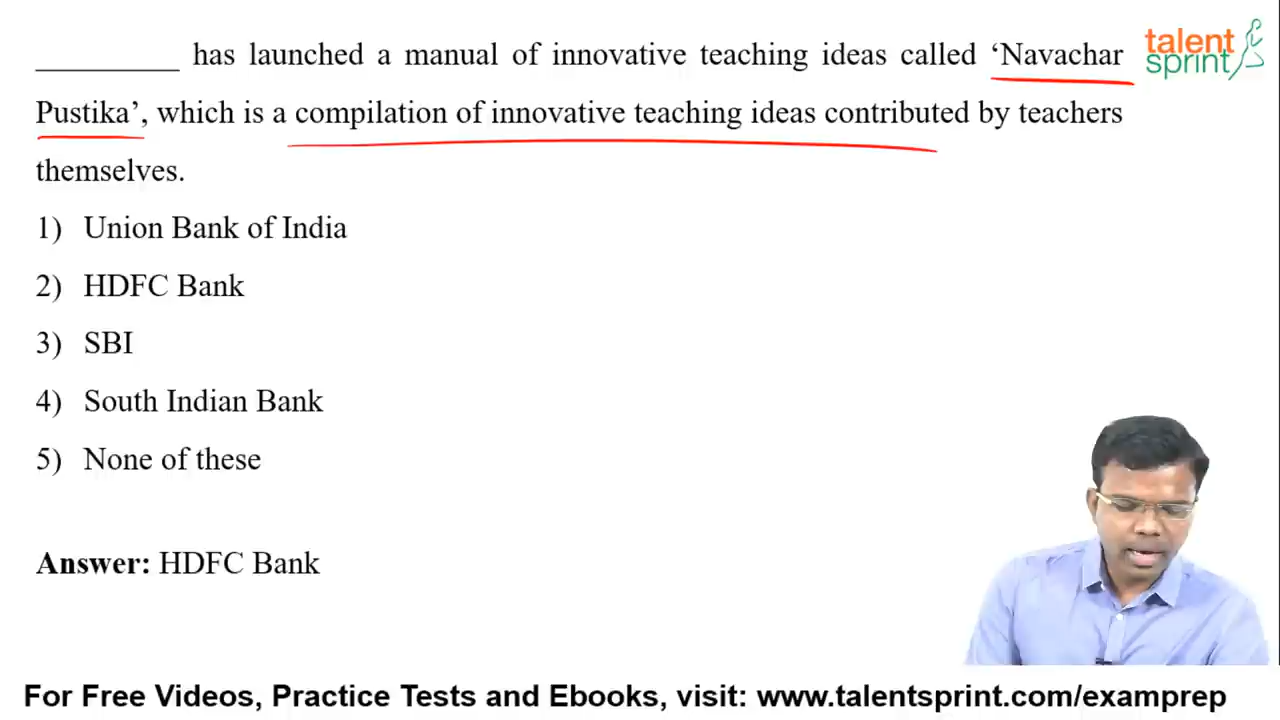 __________ has launched a manual of innovative teaching ideas called ‘Navachar
Pustika’, which is a compilation of innovative teaching ideas contributed by teachers
themselves.
1) Union Bank of India
2) HDFC Bank
3) SBI
4) South Indian Bank
5) None of these
Answer: HDFC Bank
talent
sprint
For Free Videos, Practice Tests and Ebooks, visit: www.talentsprint.com/examprep